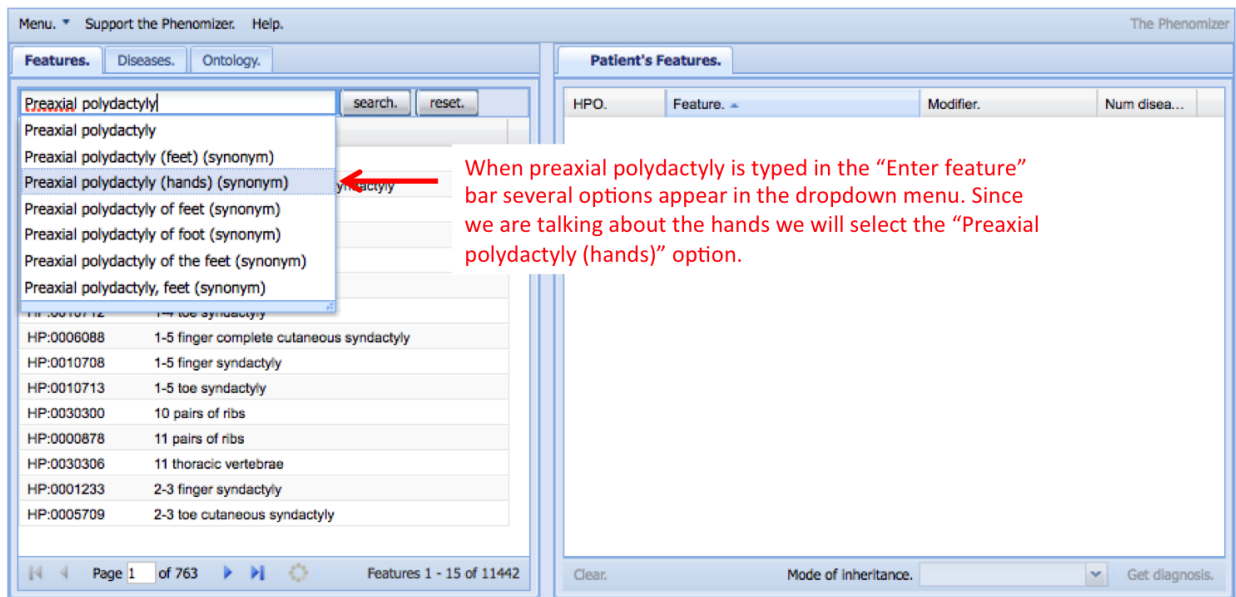 Menu. Support the Phenomizer. Help. The Phenomizer
Features. Diseases. Ontology.
Patient's Features.
Preaxial polydactyly search. reset.
HPO. Feature. Modifier. Num disea...
Preaxial polydactyly
Preaxial polydactyly (feet) (synonym)
Preaxial polydactyly (hands) (synonym)
Preaxial polydactyly of feet (synonym)
Preaxial polydactyly of foot (synonym)
Preaxial polydactyly of the feet (synonym)
Preaxial polydactyly, feet (synonym)
When preaxial polydactyly is typed in the “Enter feature”
bar several options appear in the dropdown menu. Since
we are talking about the hands we will select the “Preaxial
polydactyly (hands)” option.
HP:0010712 1-4 toe syndactyly
HP:0006088 1-5 finger complete cutaneous syndactyly
HP:0010708 1-5 finger syndactyly
HP:0010713 1-5 toe syndactyly
HP:0030300 10 pairs of ribs
HP:0000878 11 pairs of ribs
HP:0030306 11 thoracic vertebrae
HP:0001233 2-3 finger syndactyly
HP:0005709 2-3 toe cutaneous syndactyly
Page 1 of 763 Features 1 - 15 of 11442
Clear. Mode of inheritance. Get diagnosis.